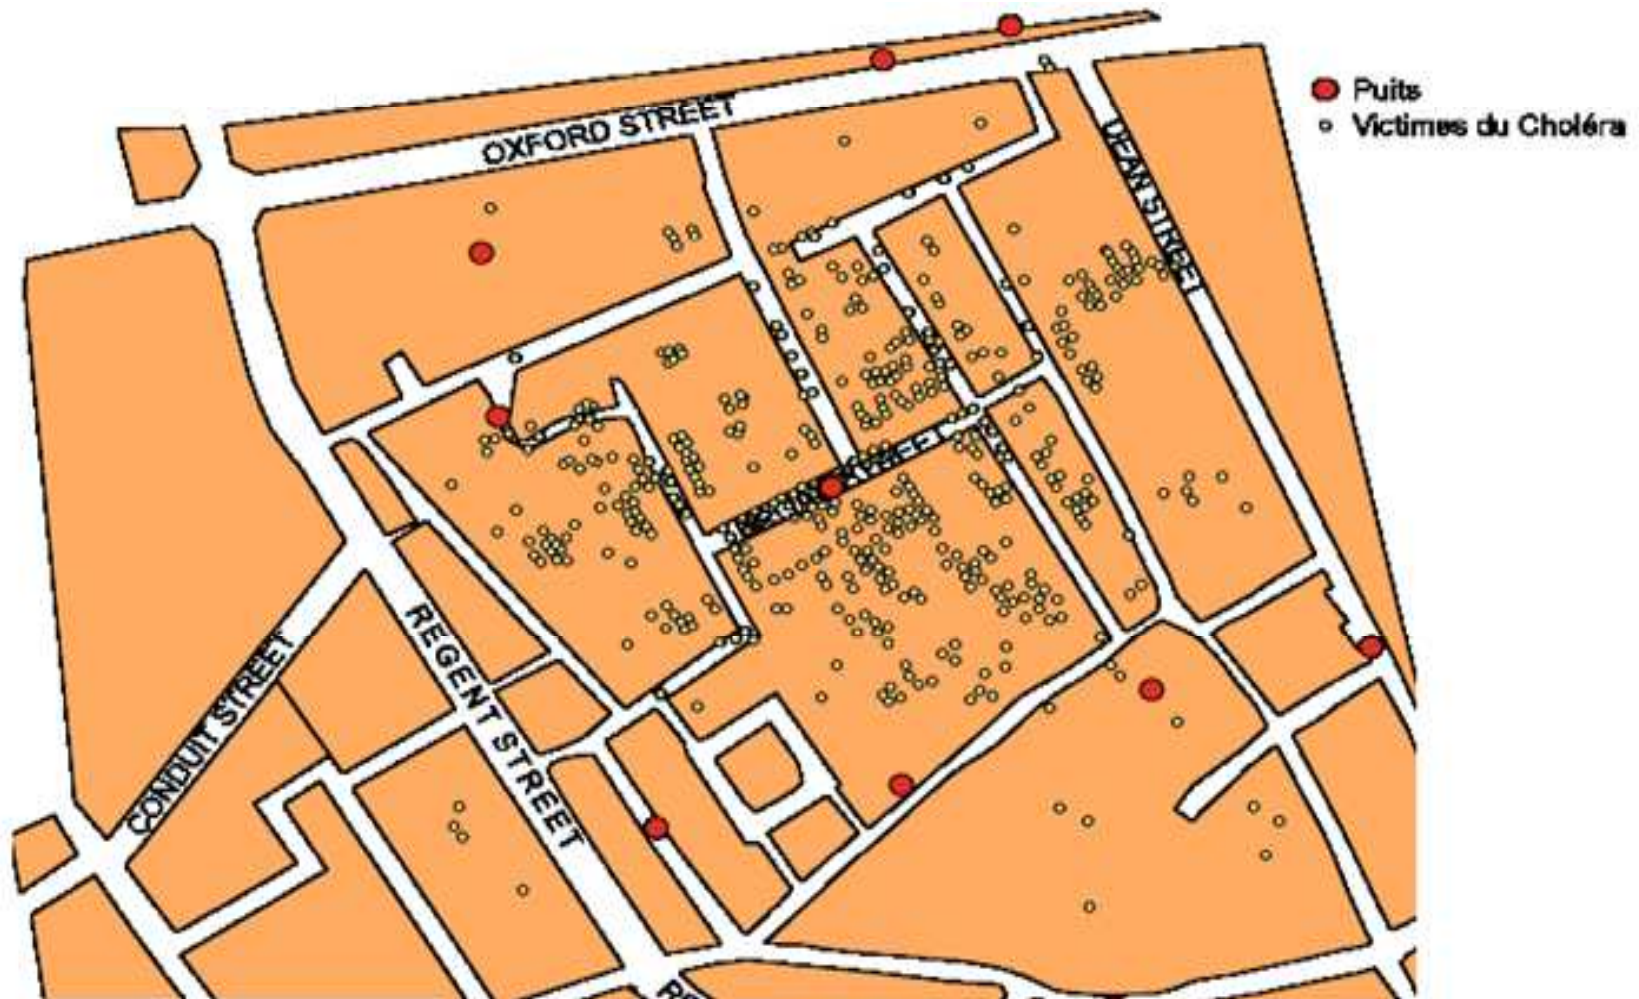 Puits
Victimes du Choléra
OXFORD STREET
DEAN STREET
CONDUIT STREET
REGENT STREET